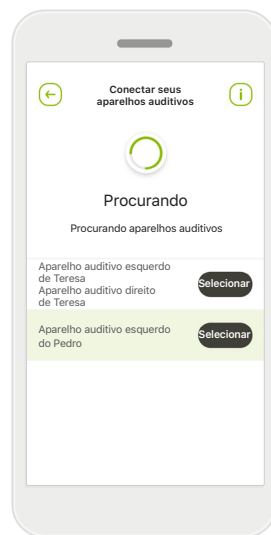 Conectar seus
aparelhos auditivos
Procurando
Procurando aparelhos auditivos
Aparelho auditivo esquerdo
de Teresa
Aparelho auditivo direito
de Teresa
Selecionar
Aparelho auditivo esquerdo
do Pedro
Selecionar